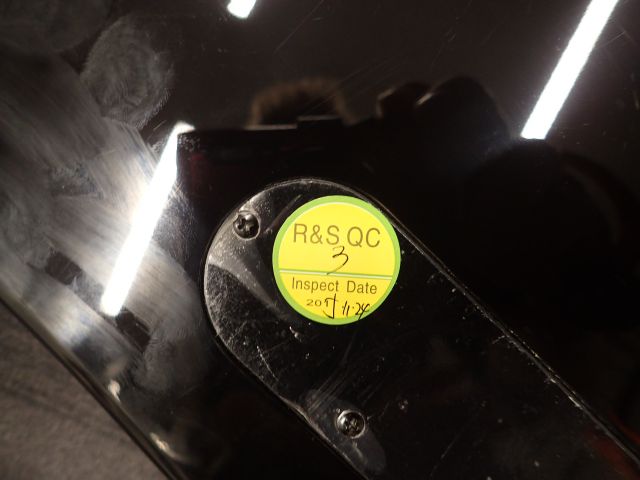 R&S QC
3
Inspect Date